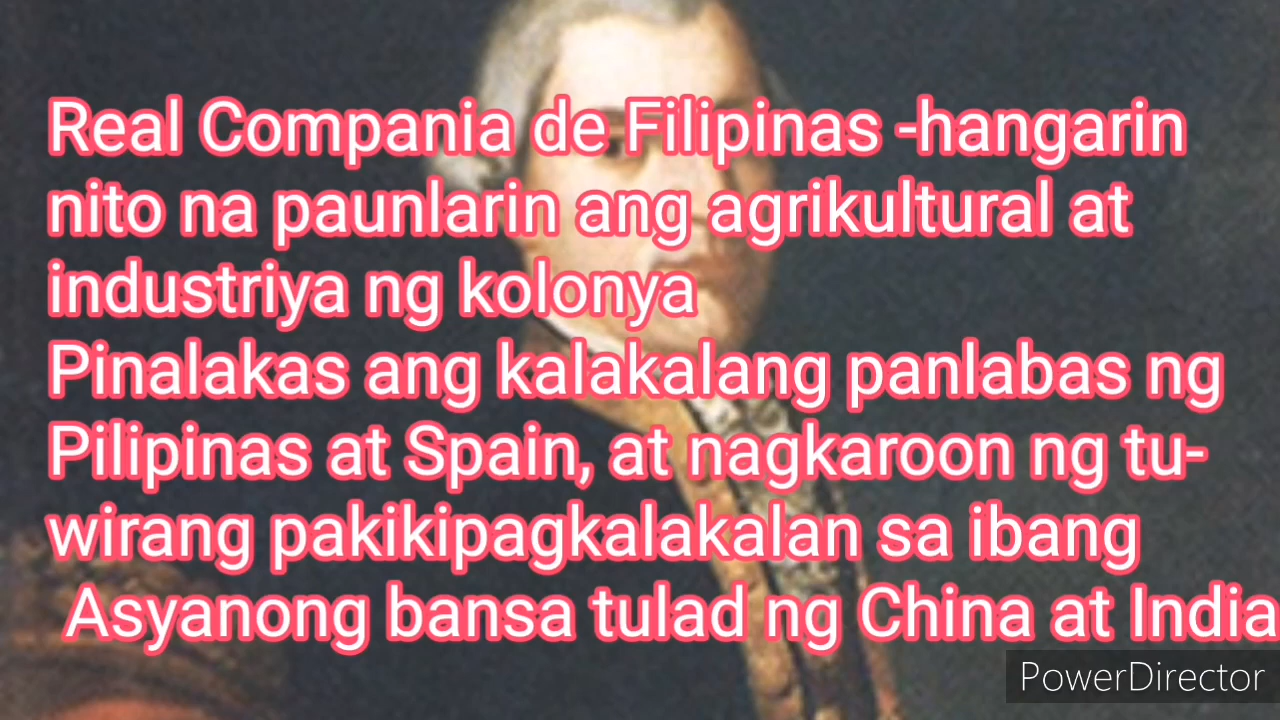 Real Compania de Filipinas -hangarin
nito na paunlarin ang agrikultural at
industriya ng kolonya
Pinalakas ang kalakalang panlabas ng
Pilipinas at Spain, at nagkaroon ng tu-
wirang pakikipagkalakalan sa ibang
Asyanong bansa tulad ng China at India
PowerDirector